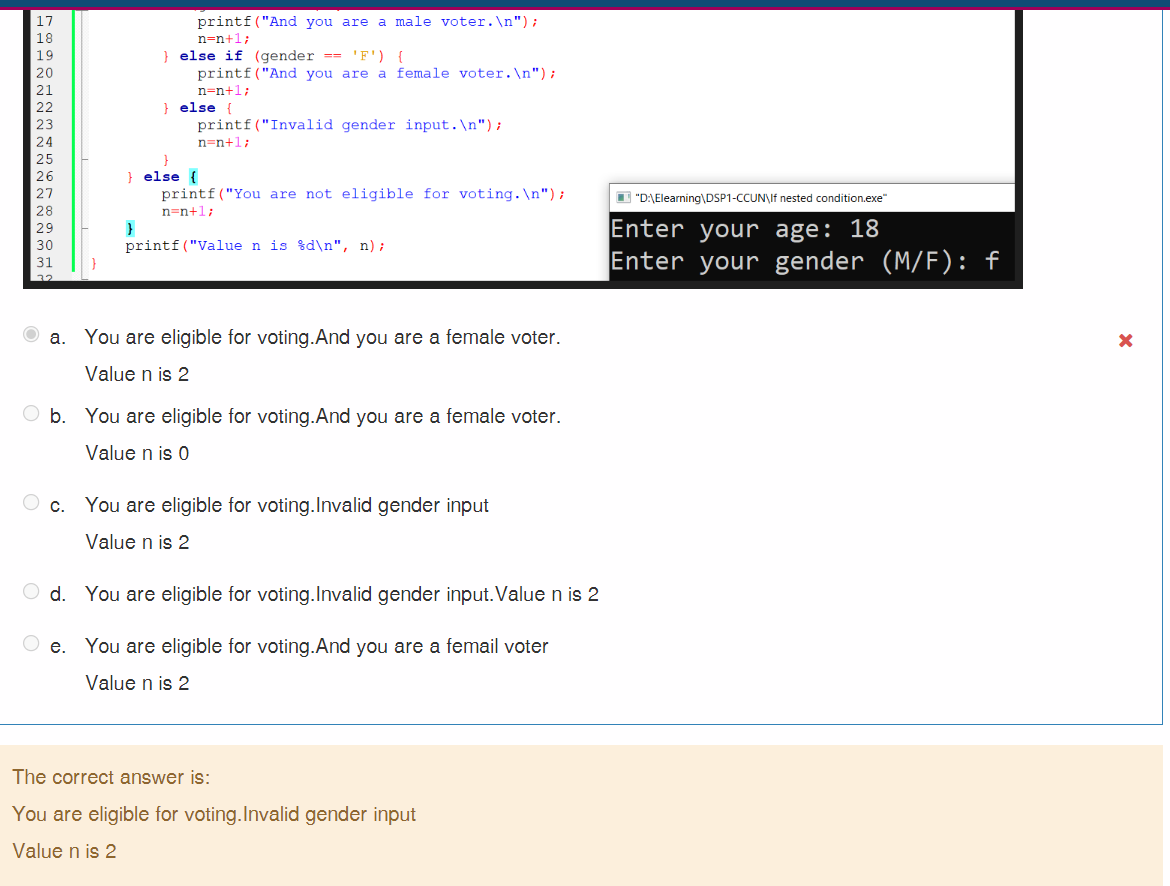 17 printf("And you are a male voter.\n");
18 n=n+1;
19 } else if (gender == 'F') {
20 printf("And you are a female voter.\n");
21 n=n+1;
22 } else {
23 printf("Invalid gender input.\n");
24 n=n+1;
25 }
26 } else {
27 printf("You are not eligible for voting.\n");
28 n=n+1;
29 }
30 printf("Value n is %d\n", n);
31 }
"D:\Elearning\DSP1-CCUN\If nested condition.exe"
Enter your age: 18
Enter your gender (M/F): f
a. You are eligible for voting.And you are a female voter.
Value n is 2
b. You are eligible for voting.And you are a female voter.
Value n is 0
c. You are eligible for voting.Invalid gender input
Value n is 2
d. You are eligible for voting.Invalid gender input.Value n is 2
e. You are eligible for voting.And you are a femail voter
Value n is 2
The correct answer is:
You are eligible for voting.Invalid gender input
Value n is 2